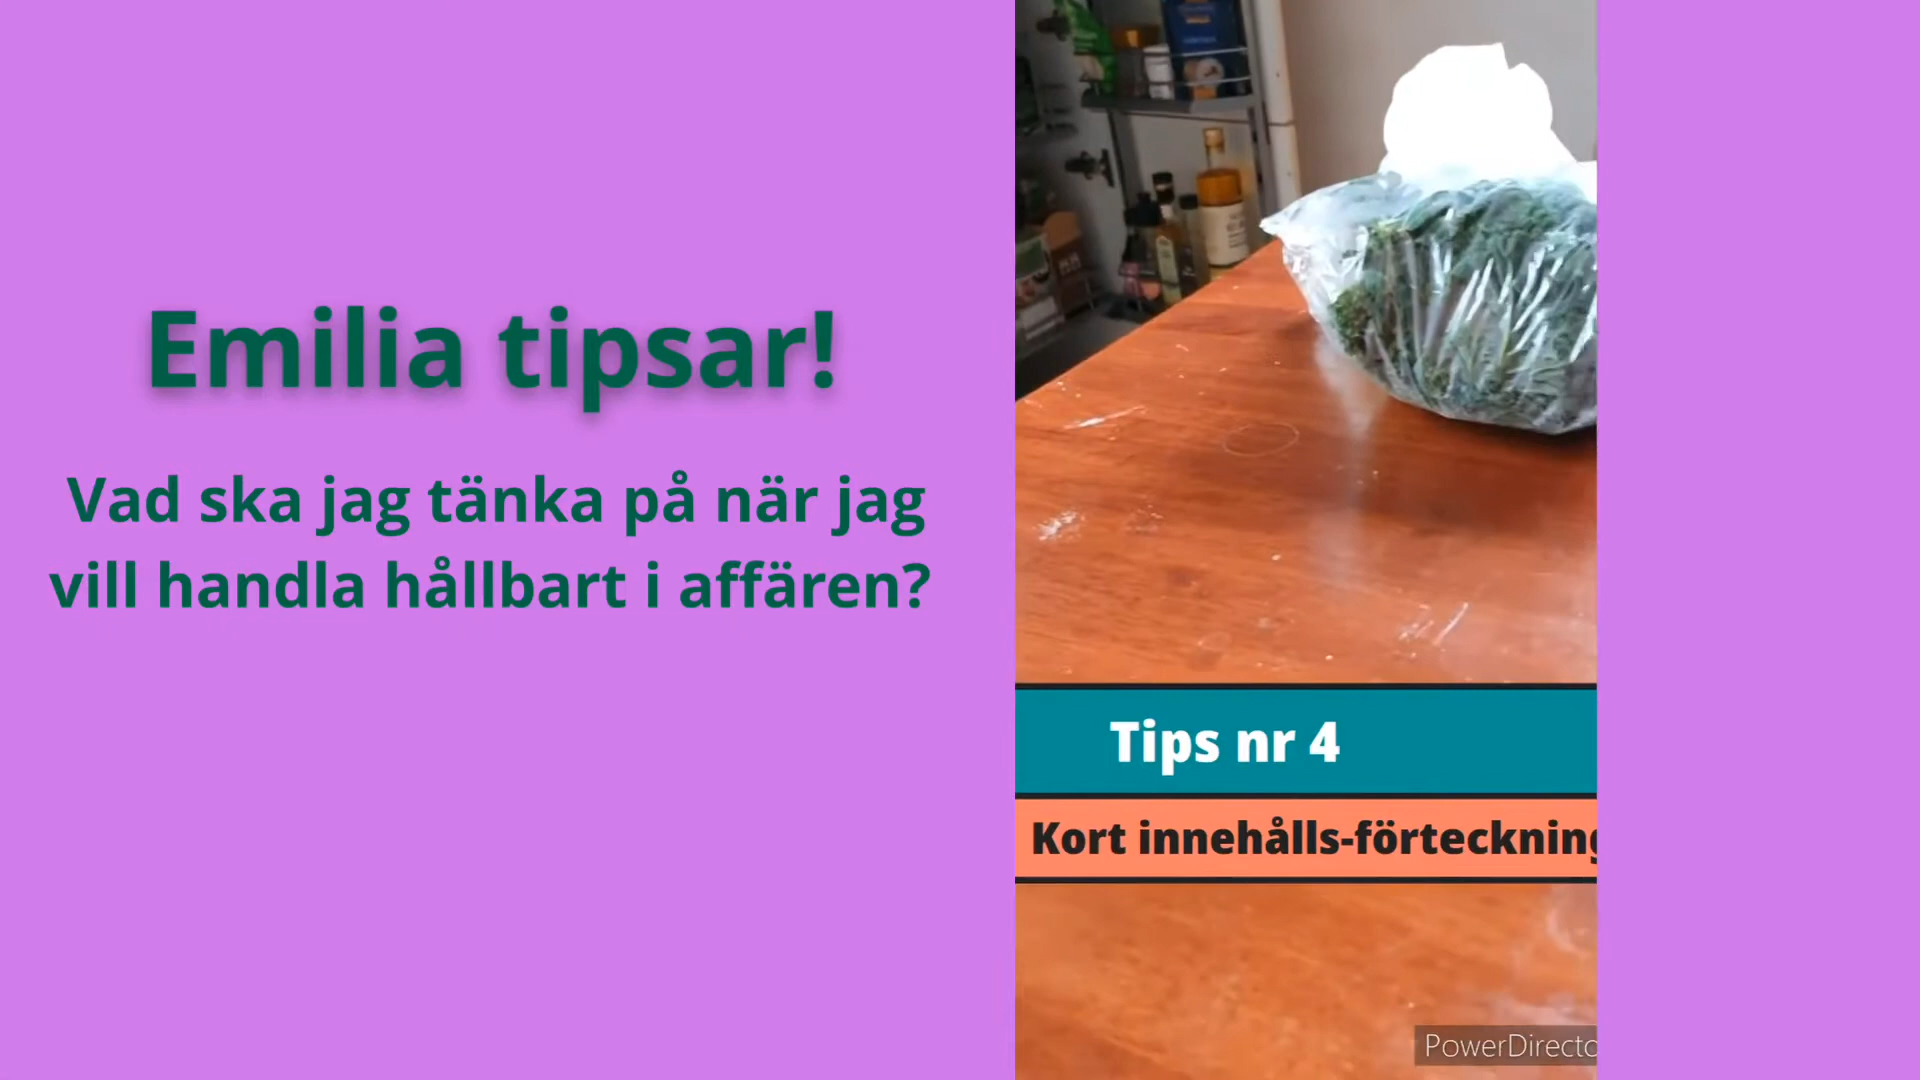 Emilia tipsar!
Vad ska jag tänka på när jag
vill handla hållbart i affären?
Tips nr 4
Kort innehålls-förteckning
PowerDirecto